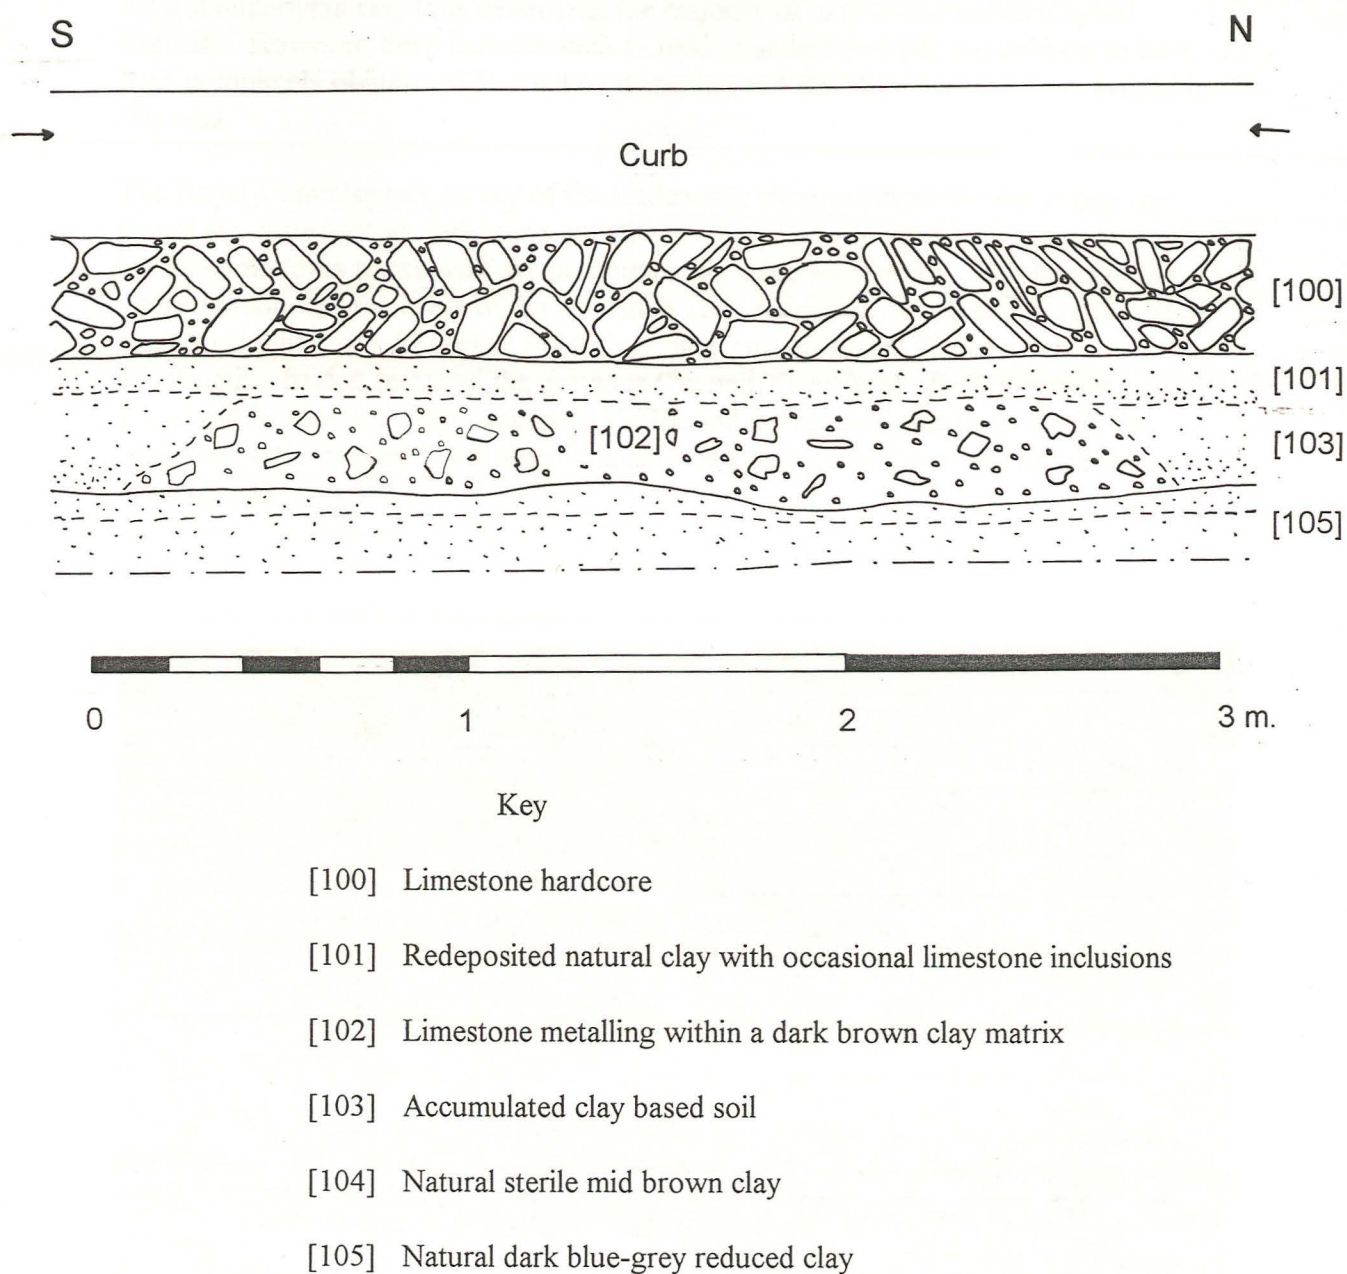 S N
Curb
[100]
[101]
[102] [103]
[105]
0 1 2 3 m.
Key
[100] Limestone hardcore
[101] Redeposited natural clay with occasional limestone inclusions
[102] Limestone metalling within a dark brown clay matrix
[103] Accumulated clay based soil
[104] Natural sterile mid brown clay
[105] Natural dark blue-grey reduced clay